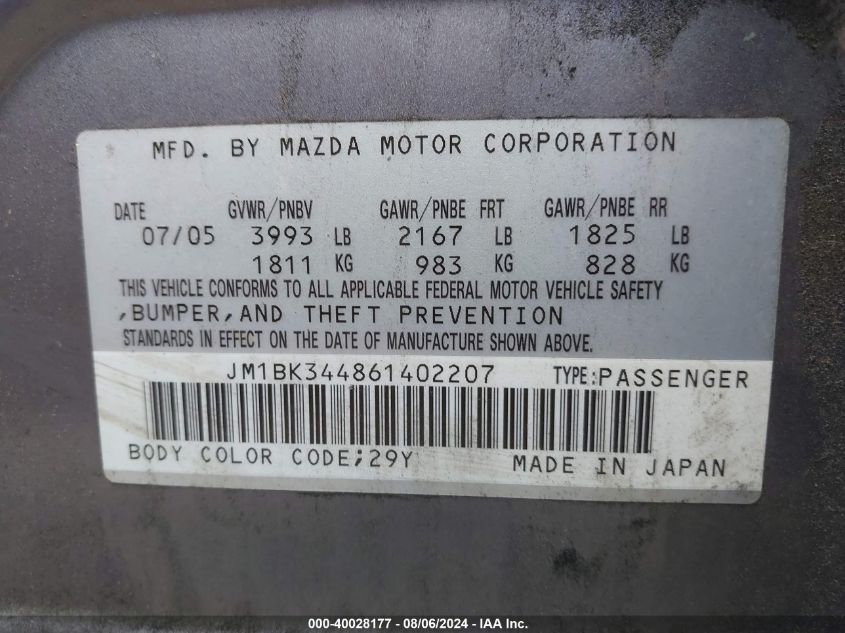 MFD. BY MAZDA MOTOR CORPORATION
DATE GVWR/PNBV GAWR/PNBE FRT GAWR/PNBE RR
07/05 3993 LB 2167 LB 1825 LB
1811 KG 983 KG 828 KG
THIS VEHICLE CONFORMS TO ALL APPLICABLE FEDERAL MOTOR VEHICLE SAFETY
,BUMPER,AND THEFT PREVENTION
STANDARDS IN EFFECT ON THE DATE OF MANUFACTURE SHOWN ABOVE.
JM1BK344861402207 TYPE:PASSENGER
BODY COLOR CODE;29Y MADE IN JAPAN
000-40028177 - 08/06/2024 - IAA Inc.